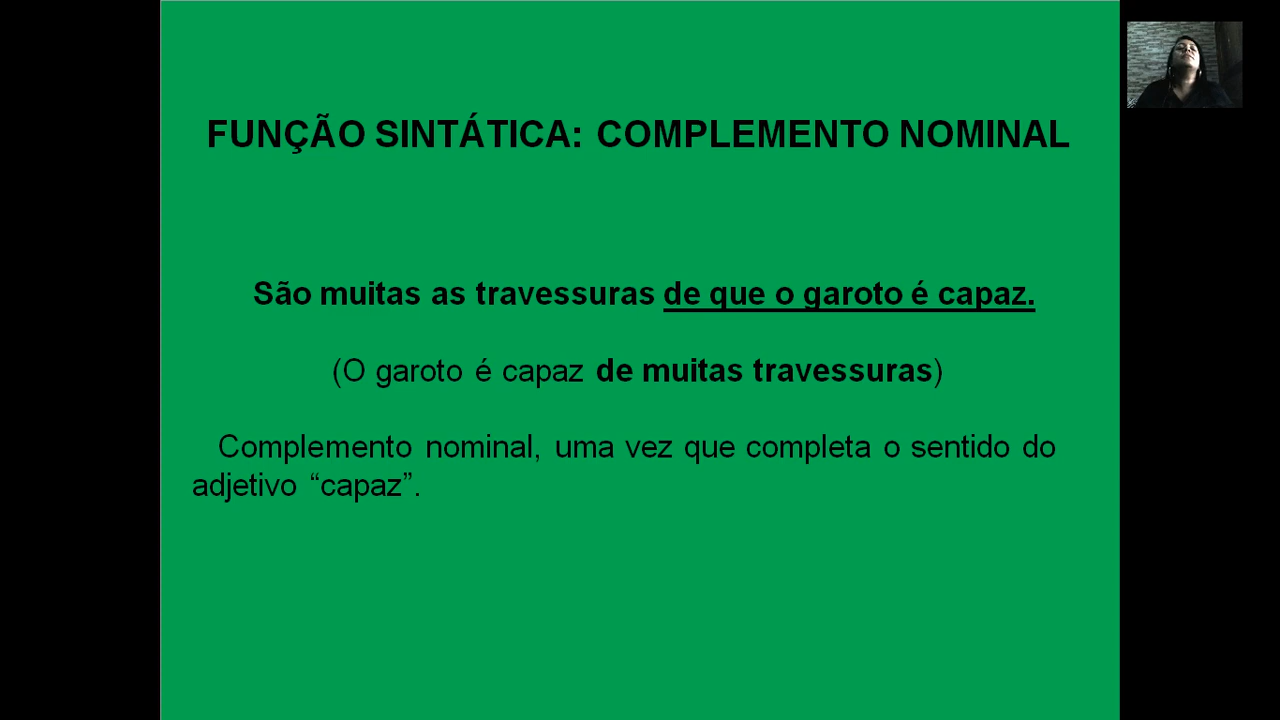 FUNÇÃO SINTÁTICA: COMPLEMENTO NOMINAL
São muitas as travessuras de que o garoto é capaz.
(O garoto é capaz de muitas travessuras)
Complemento nominal, uma vez que completa o sentido do
adjetivo “capaz”.